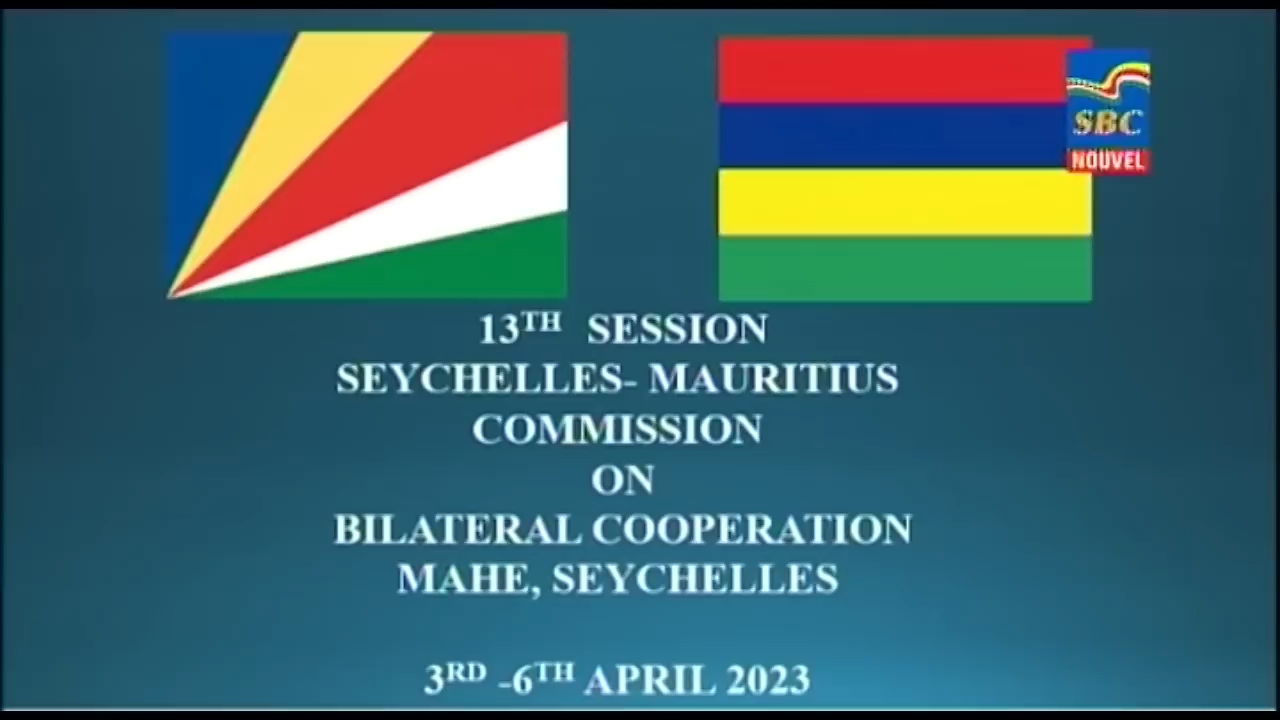 SBC
NOUVEL
13TH SESSION
SEYCHELLES- MAURITIUS
COMMISSION
ON
BILATERAL COOPERATION
MAHE, SEYCHELLES
3RD -6TH APRIL 2023